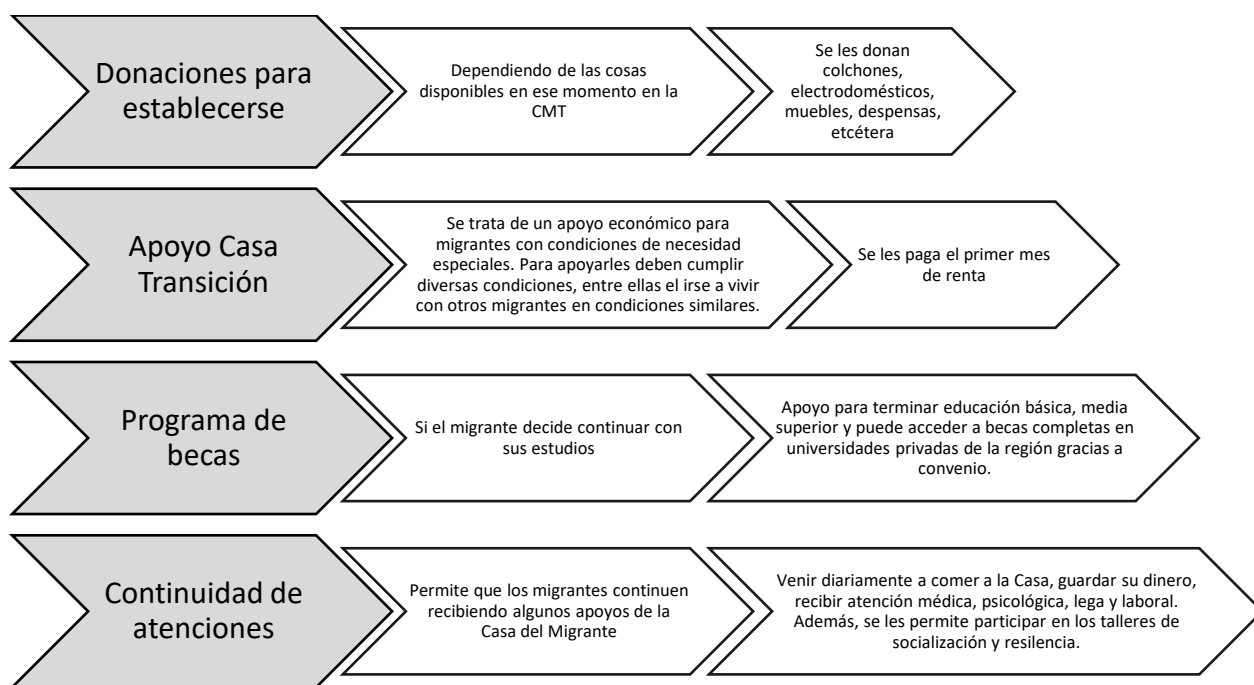 Donaciones para
establecerse
Dependiendo de las cosas
disponibles en ese momento en la
CMT
Se les donan
colchones,
electrodomésticos,
muebles, despensas,
etcétera
Apoyo Casa
Transición
Se trata de un apoyo económico para
migrantes con condiciones de necesidad
especiales. Para apoyarles deben cumplir
diversas condiciones, entre ellas el irse a vivir
con otros migrantes en condiciones similares.
Se les paga el primer mes
de renta
Programa de
becas
Si el migrante decide continuar con
sus estudios
Apoyo para terminar educación básica, media
superior y puede acceder a becas completas en
universidades privadas de la región gracias a
convenio.
Continuidad de
atenciones
Permite que los migrantes continuen
recibiendo algunos apoyos de la
Casa del Migrante
Venir diariamente a comer a la Casa, guardar su dinero,
recibir atención médica, psicológica, lega y laboral.
Además, se les permite participar en los talleres de
socialización y resilencia.